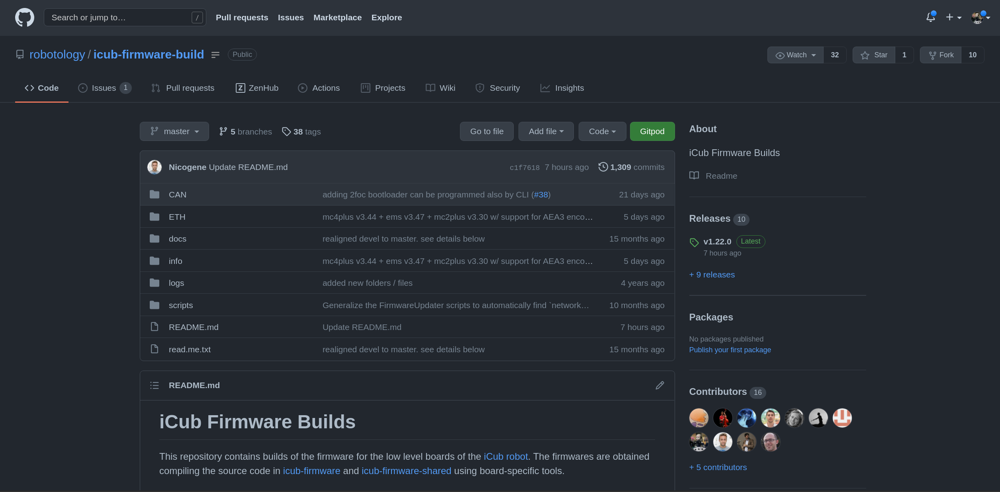 Search or jump to…
/
Pull requests Issues Marketplace Explore
robotology / icub-firmware-build Public
Watch 32 Star 1 Fork 10
Code Issues 1 Pull requests ZenHub Actions Projects Wiki Security Insights
master 5 branches 38 tags Go to file Add file Code Gitpod
Nicogene Update README.md c1f7618 7 hours ago 1,309 commits
CAN adding 2foc bootloader can be programmed also by CLI (#38) 21 days ago
ETH mc4plus v3.44 + ems v3.47 + mc2plus v3.30 w/ support for AEA3 enco… 5 days ago
docs realigned devel to master. see details below 15 months ago
info mc4plus v3.44 + ems v3.47 + mc2plus v3.30 w/ support for AEA3 enco… 5 days ago
logs added new folders / files 4 years ago
scripts Generalize the FirmwareUpdater scripts to automatically find `network… 10 months ago
README.md Update README.md 7 hours ago
read.me.txt realigned devel to master. see details below 15 months ago
README.md
iCub Firmware Builds
This repository contains builds of the firmware for the low level boards of the iCub robot. The firmwares are obtained
compiling the source code in icub-firmware and icub-firmware-shared using board-specific tools.
About
iCub Firmware Builds
Readme
Releases 10
v1.22.0 Latest
7 hours ago
+ 9 releases
Packages
No packages published
Publish your first package
Contributors 16
+ 5 contributors